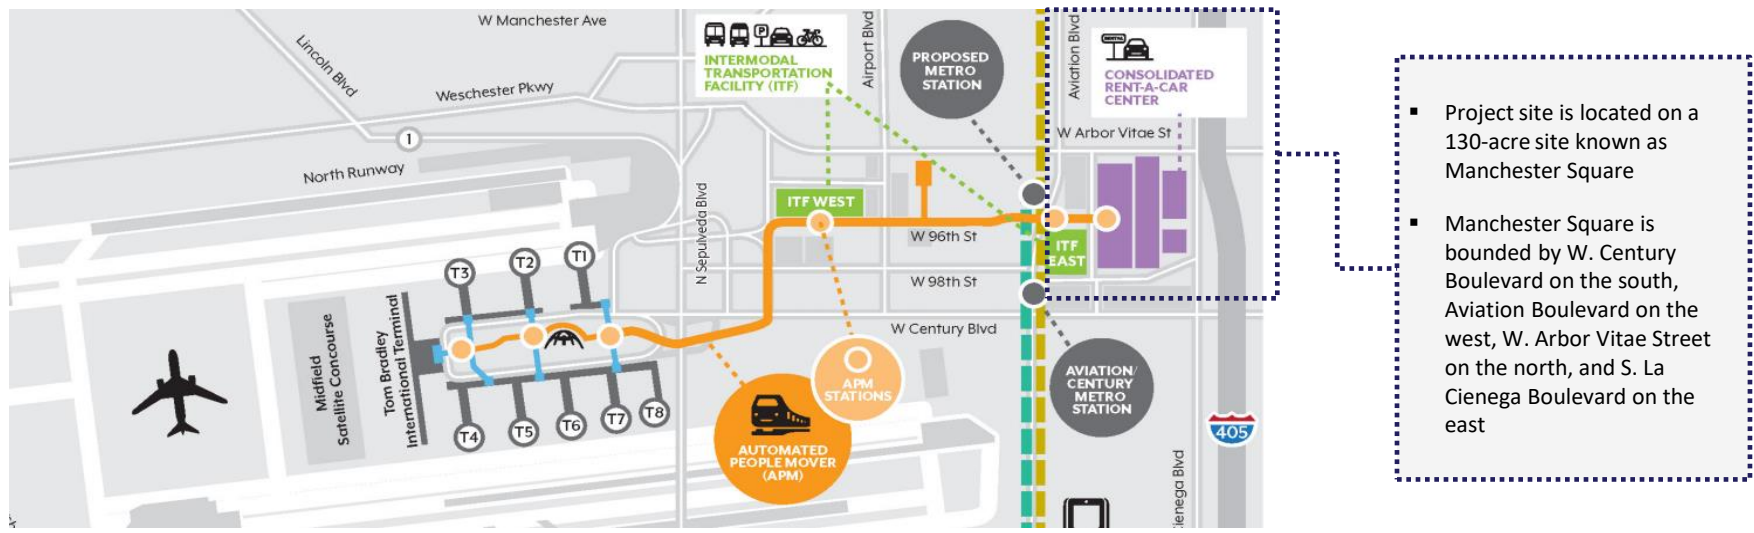 W Manchester Ave
Lincoln Blvd
Weschester Pkwy
1
North Runway
INTERMODAL
TRANSPORTATION
FACILITY (ITF)
P
Airport Blvd
PROPOSED
METRO
STATION
Aviation Blvd
RENTAL
CONSOLIDATED
RENT-A-CAR
CENTER
W Arbor Vitae St
N Sepulveda Blvd
ITF WEST
W 96th St
ITF
EAST
W 98th St
W Century Blvd
T3
T2
T1
Midfield
Satellite Concourse
Tom Bradley
International Terminal
T4
T5
T6
T7
T8
APM
STATIONS
AUTOMATED
PEOPLE MOVER
(APM)
AVIATION/
CENTURY
METRO
STATION
405
Cienega Blvd
▪ Project site is located on a
130-acre site known as
Manchester Square
▪ Manchester Square is
bounded by W. Century
Boulevard on the south,
Aviation Boulevard on the
west, W. Arbor Vitae Street
on the north, and S. La
Cienega Boulevard on the
east